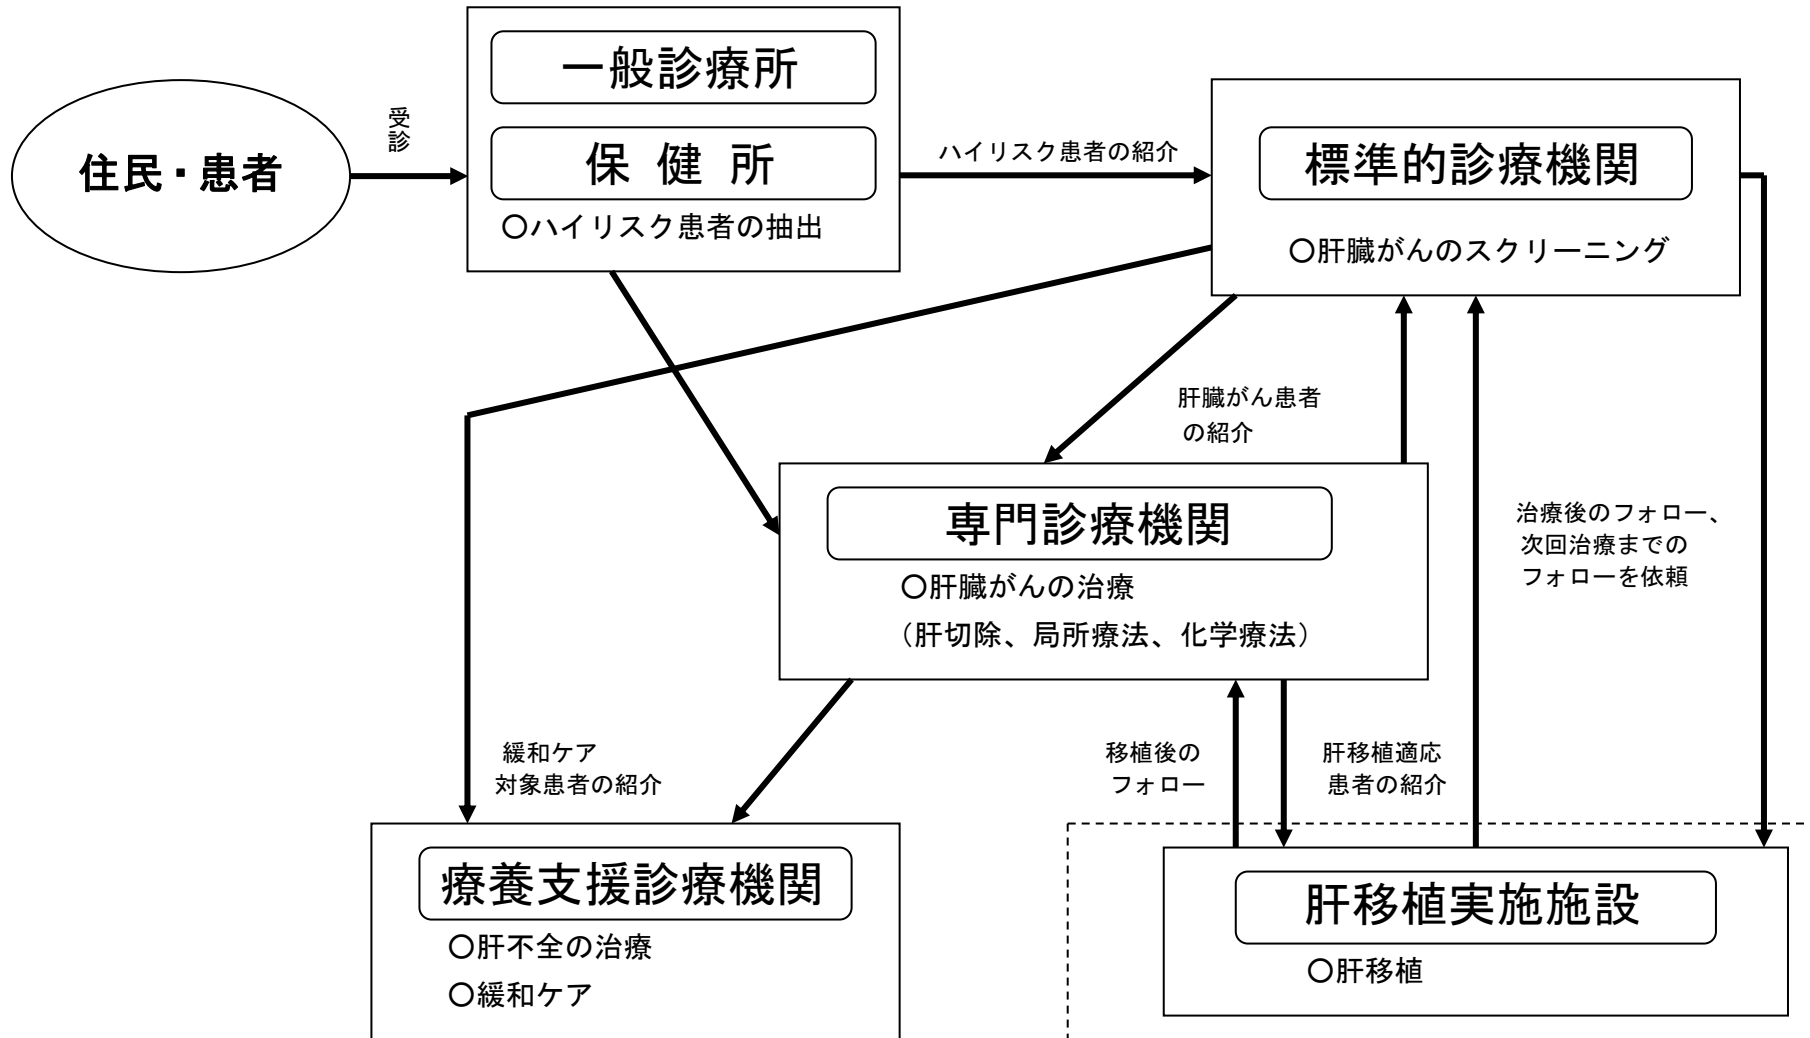 一般診療所
住民・患者
受診
保健所
○ハイリスク患者の抽出
ハイリスク患者の紹介
標準的診療機関
○肝臓がんのスクリーニング
肝臓がん患者
の紹介
専門診療機関
○肝臓がんの治療
（肝切除、局所療法、化学療法）
治療後のフォロー、
次回治療までの
フォローを依頼
緩和ケア
対象患者の紹介
移植後の
フォロー
肝移植適応
患者の紹介
療養支援診療機関
○肝不全の治療
○緩和ケア
肝移植実施施設
○肝移植